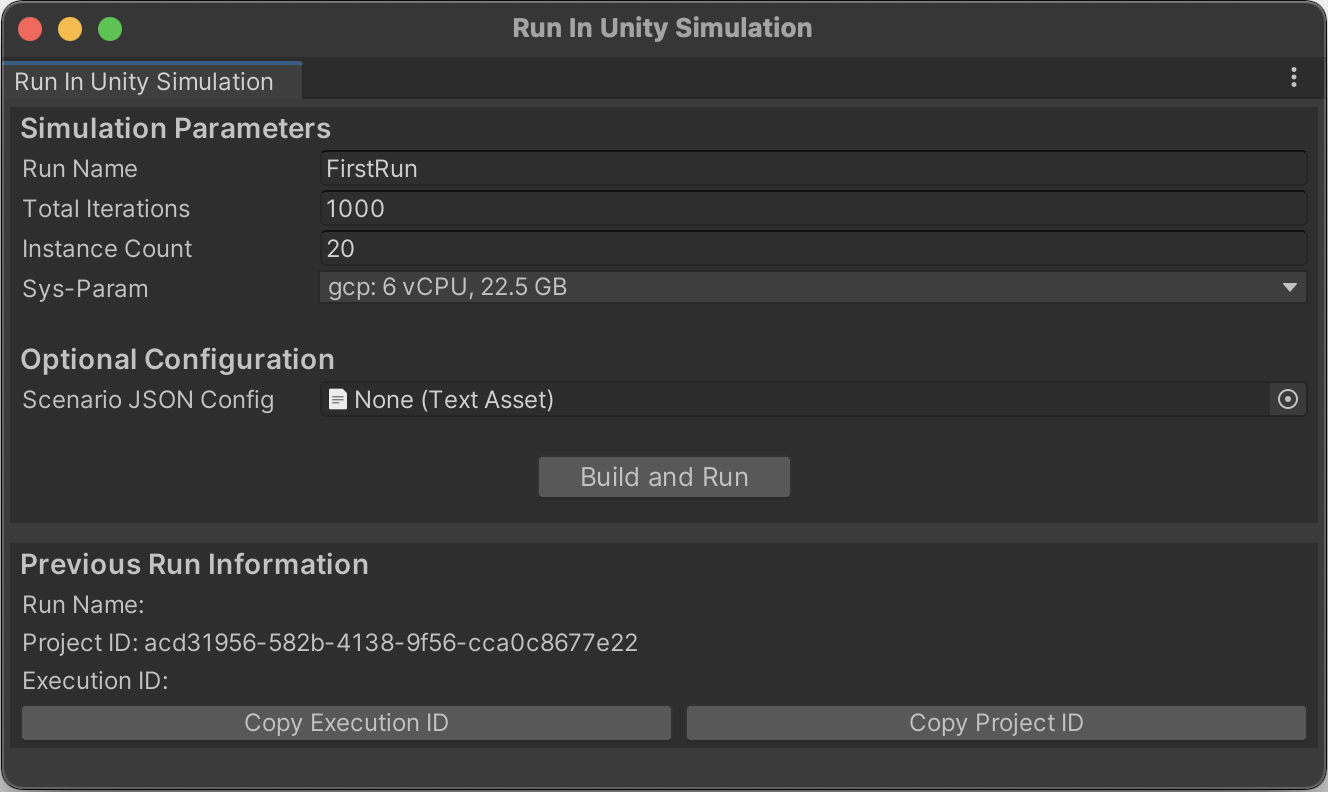 Run In Unity Simulation
Run In Unity Simulation
Simulation Parameters
Run Name FirstRun
Total Iterations 1000
Instance Count 20
Sys-Param gcp: 6 vCPU, 22.5 GB
Optional Configuration
Scenario JSON Config None (Text Asset)
Build and Run
Previous Run Information
Run Name:
Project ID: acd31956-582b-4138-9f56-cca0c8677e22
Execution ID:
Copy Execution ID Copy Project ID